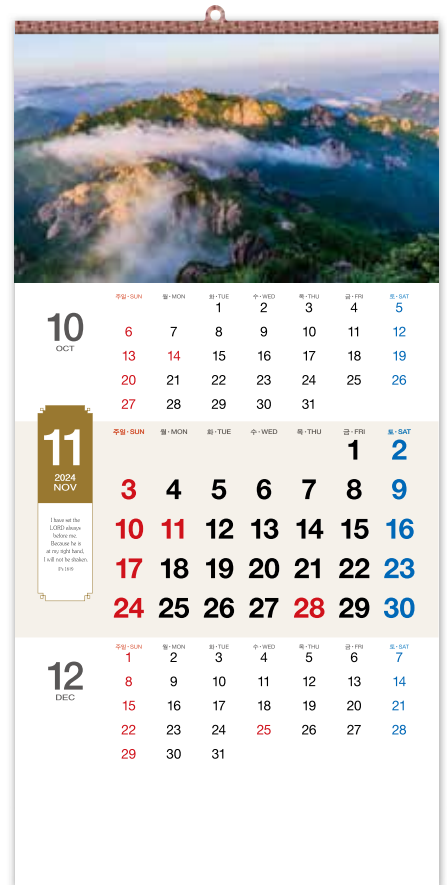 10
OCT
주일·SUN 월·MON 화·TUE 수·WED 목·THU 금·FRI 토·SAT
1 2 3 4 5
6 7 8 9 10 11 12
13 14 15 16 17 18 19
20 21 22 23 24 25 26
27 28 29 30 31
11
2024
NOV
I have set the
LORD always
before me.
Because he is
at my right hand,
I will not be shaken.
주일·SUN 월·MON 화·TUE 수·WED 목·THU 금·FRI 토·SAT
1 2
3 4 5 6 7 8 9
10 11 12 13 14 15 16
17 18 19 20 21 22 23
24 25 26 27 28 29 30
12
DEC
주일·SUN 월·MON 화·TUE 수·WED 목·THU 금·FRI 토·SAT
1 2 3 4 5 6 7
8 9 10 11 12 13 14
15 16 17 18 19 20 21
22 23 24 25 26 27 28
29 30 31